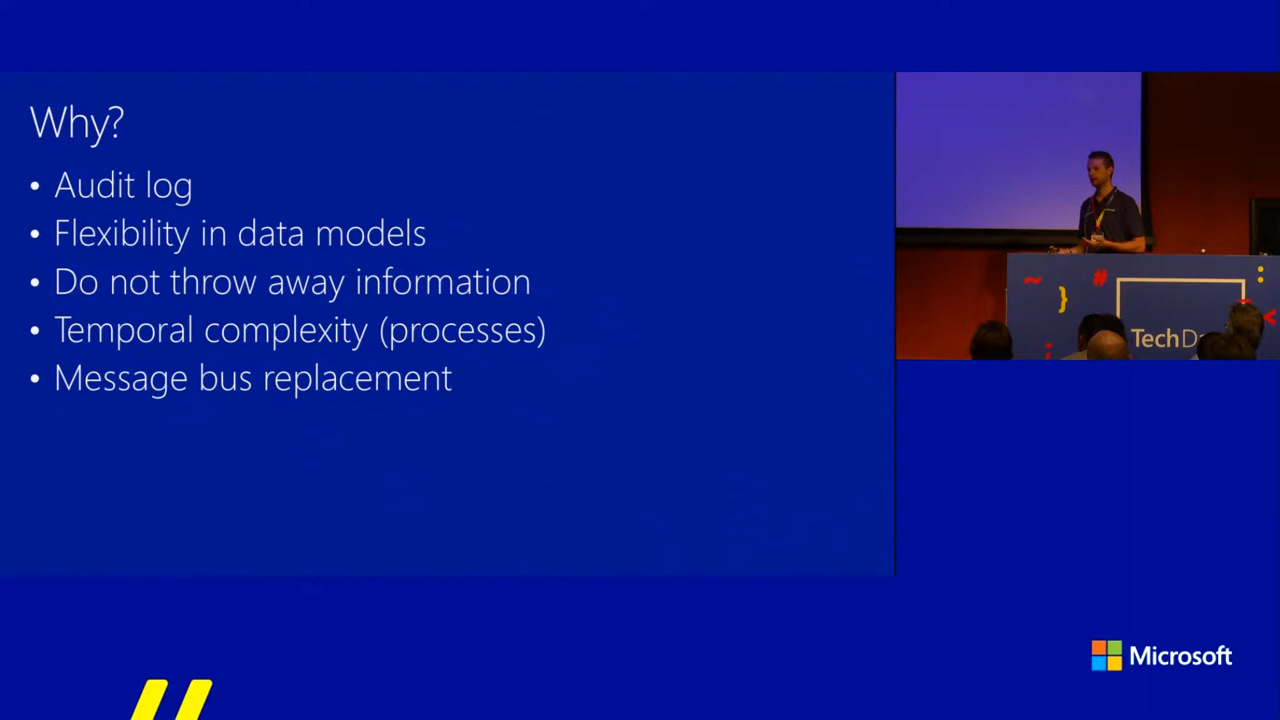 Why?
• Audit log
• Flexibility in data models
• Do not throw away information
• Temporal complexity (processes)
• Message bus replacement
~ } # : < ;
TechD
Microsoft